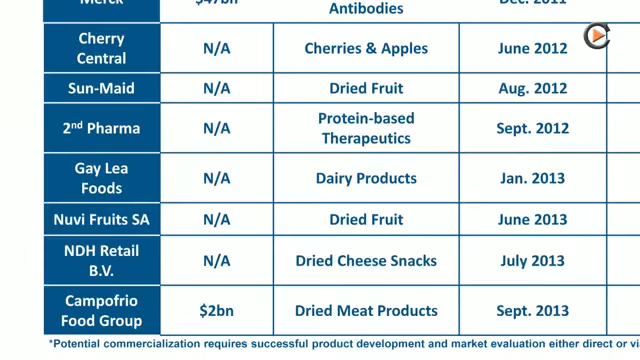 Merck $47bn Antibodies Dec. 2011
Cherry Central N/A Cherries & Apples June 2012
Sun-Maid N/A Dried Fruit Aug. 2012
2nd Pharma N/A Protein-based Therapeutics Sept. 2012
Gay Lea Foods N/A Dairy Products Jan. 2013
Nuvi Fruits SA N/A Dried Fruit June 2013
NDH Retail B.V. N/A Dried Cheese Snacks July 2013
Campofrio Food Group $2bn Dried Meat Products Sept. 2013
*Potential commercialization requires successful product development and market evaluation either direct or